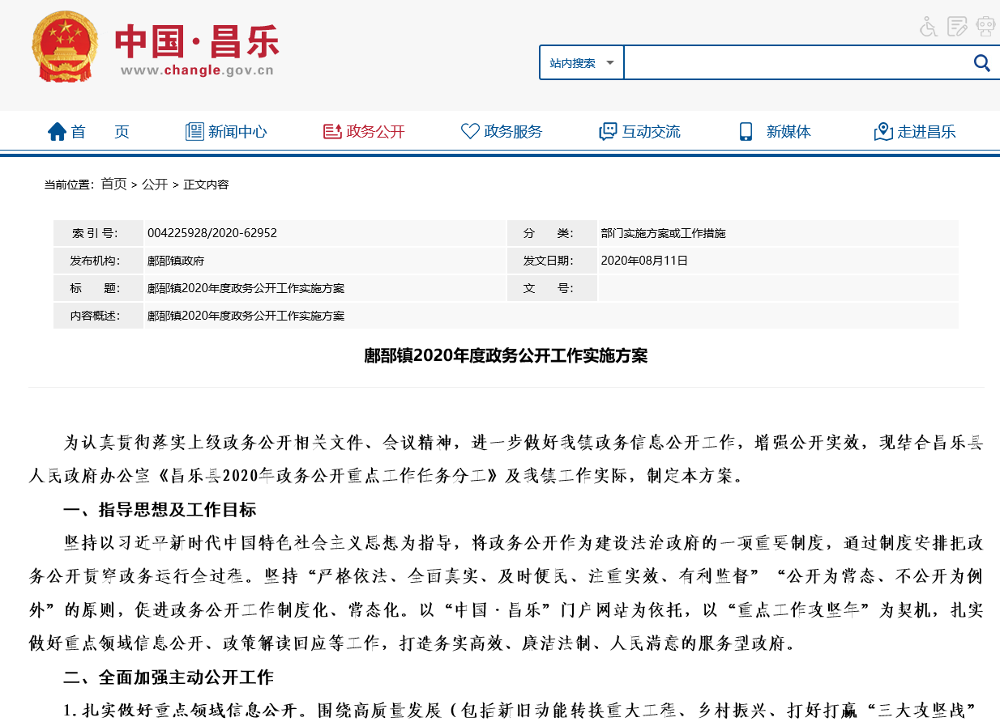 中国·昌乐
www.changle.gov.cn
站内搜索
首 页 新闻中心 政务公开 政务服务 互动交流 新媒体 走进昌乐
当前位置：首页 > 公开 > 正文内容
索 引 号： 004225928/2020-62952 分 类： 部门实施方案或工作措施
发布机构： 鄌郚镇政府 发文日期： 2020年08月11日
标 题： 鄌郚镇2020年度政务公开工作实施方案 文 号：
内容概述： 鄌郚镇2020年度政务公开工作实施方案
鄌郚镇2020年度政务公开工作实施方案
为认真贯彻落实上级政务公开相关文件、会议精神，进一步做好我镇政务信息公开工作，增强公开实效，现结合昌乐县
人民政府办公室《昌乐县2020年政务公开重点工作任务分工》及我镇工作实际，制定本方案。
一、指导思想及工作目标
坚持以习近平新时代中国特色社会主义思想为指导，将政务公开作为建设法治政府的一项重要制度，通过制度安排把政
务公开贯穿政务运行全过程。坚持“严格依法、全面真实、及时便民、注重实效、有利监督”“公开为常态、不公开为例
外”的原则，促进政务公开工作制度化、常态化。以“中国·昌乐”门户网站为依托，以“重点工作攻坚年”为契机，扎实
做好重点领域信息公开、政策解读回应等工作，打造务实高效、廉洁法制、人民满意的服务型政府。
二、全面加强主动公开工作
1.扎实做好重点领域信息公开。围绕高质量发展（包括新旧动能转换重大工程、乡村振兴、打好打赢“三大攻坚战”